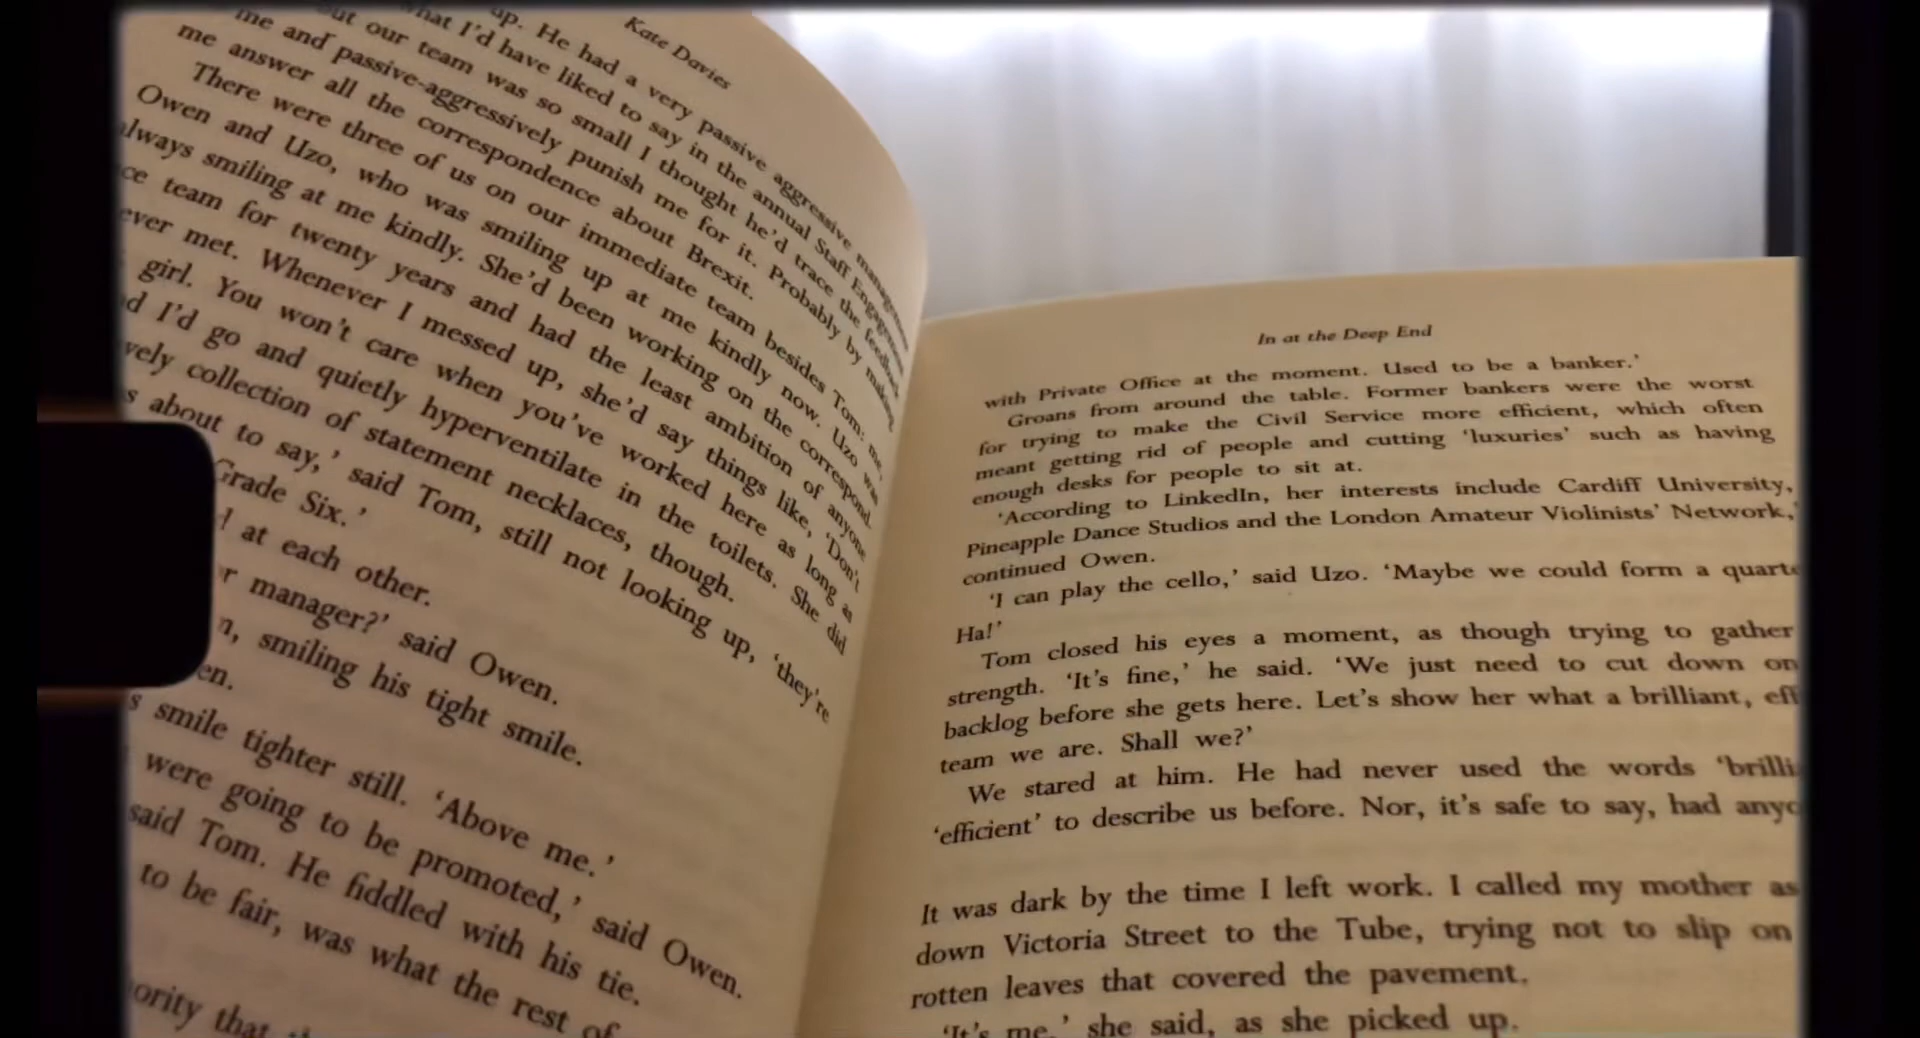 Kate Davies
up. He had a very passive aggressive
what I'd have liked to say in the annual Staff
but our team was so small I thought he'd trace the feedback
me and passive-aggressively punish me for it. Probably by making
me answer all the correspondence about Brexit.
There were three of us on our immediate team besides Tom: me,
Owen and Uzo, who was smiling up at me kindly now. Uzo was
always smiling at me kindly. She'd been working on the correspond-
team for twenty years and had the least ambition of anyone
ever met. Whenever I messed up, she'd say things like, 'Don't
girl. You won't care when you've worked here as long as
I'd go and quietly hyperventilate in the toilets. She did
collection of statement necklaces, though.
about to say,' said Tom, still not looking up, 'they're
Grade Six.'
at each other.
manager?' said Owen.
smiling his tight smile.
smile tighter still. 'Above me.'
were going to be promoted,' said Owen.
said Tom. He fiddled with his tie.
to be fair, was what the rest of
that
In at the Deep End
with Private Office at the moment. Used to be a banker.'
Groans from around the table. Former bankers were the worst
for trying to make the Civil Service more efficient, which often
meant getting rid of people and cutting 'luxuries' such as having
enough desks for people to sit at.
'According to LinkedIn, her interests include Cardiff University,
Pineapple Dance Studios and the London Amateur Violinists' Network,'
continued Owen.
'I can play the cello,' said Uzo. 'Maybe we could form a
Ha!'
Tom closed his eyes a moment, as though trying to gather
strength. 'It's fine,' he said. 'We just need to cut down on
backlog before she gets here. Let's show her what a brilliant,
team we are. Shall we?'
We stared at him. He had never used the words
'efficient' to describe us before. Nor, it's safe to say, had
It was dark by the time I left work. I called my mother as
down Victoria Street to the Tube, trying not to slip on
rotten leaves that covered the pavement.
'It's me,' she said, as she picked up.